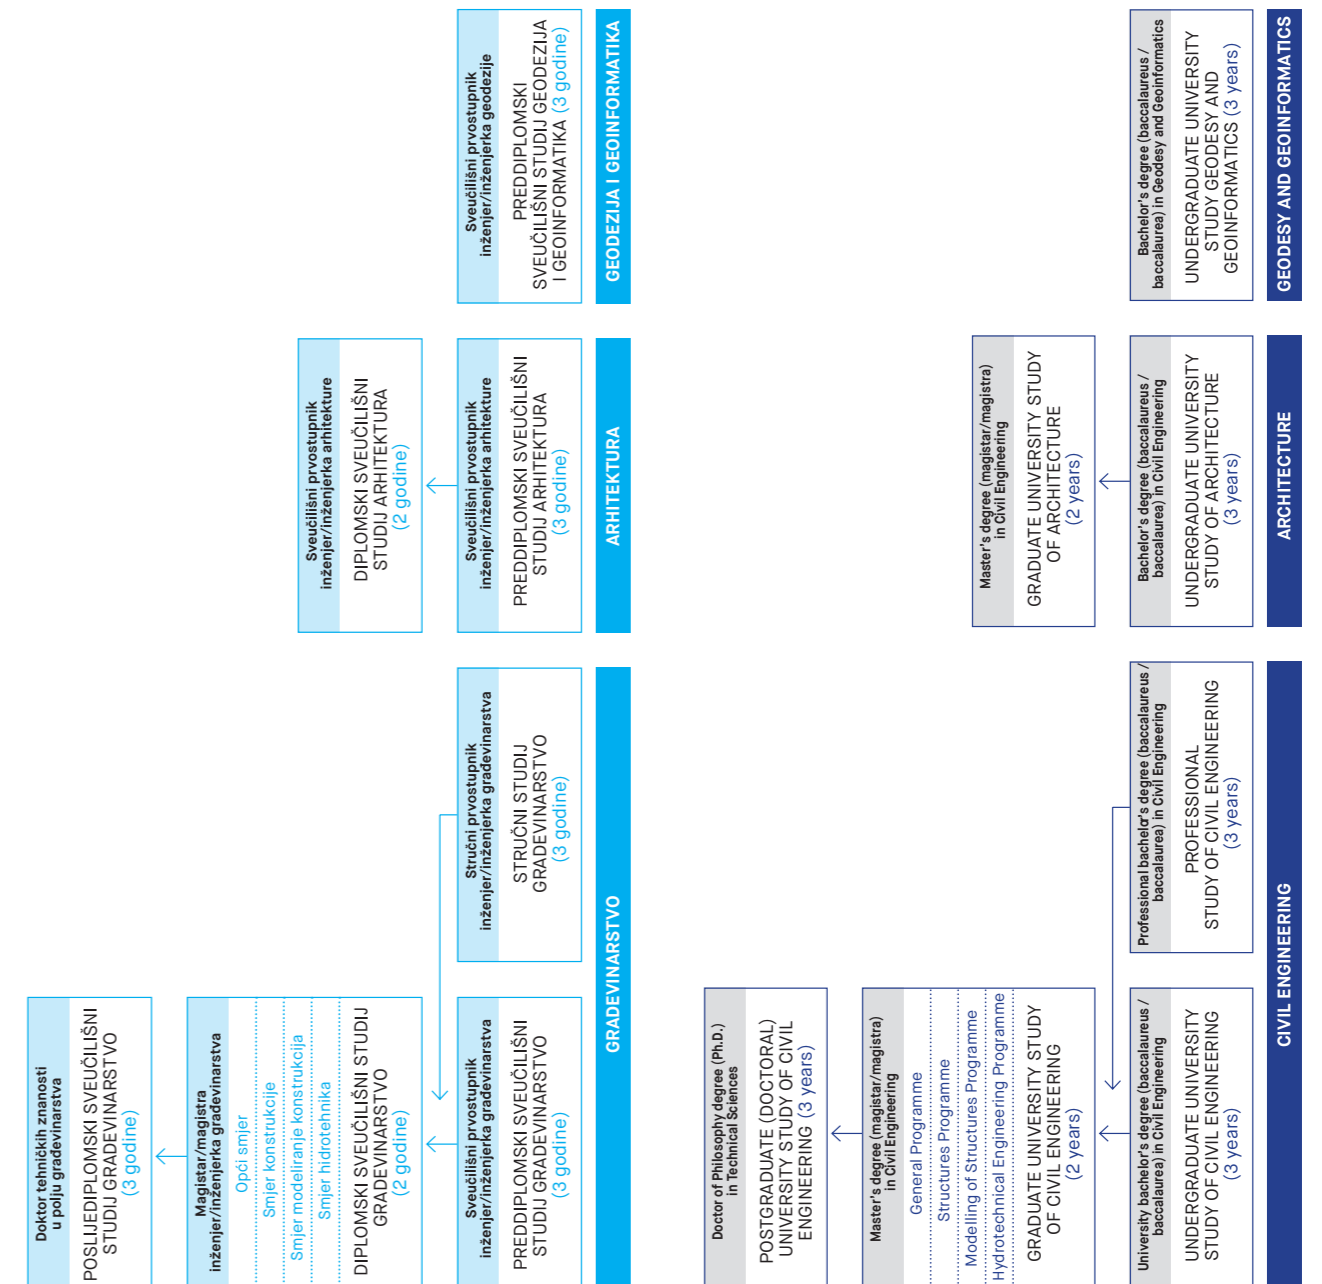 Doktor tehničkih znanosti
u polju građevinarstva
POSLIJEDIPLOMSKI SVEUČILIŠNI
STUDIJ GRAĐEVINARSTVO
(3 godine)
Magistar/magistra
inženjer/inženjerka građevinarstva
Opći smjer
Smjer konstrukcije
Smjer modeliranje konstrukcija
Smjer hidrotehnika
DIPLOMSKI SVEUČILIŠNI STUDIJ
GRAĐEVINARSTVO
(2 godine)
Sveučilišni prvostupnik
inženjer/inženjerka arhitekture
DIPLOMSKI SVEUČILIŠNI
STUDIJ ARHITEKTURA
(2 godine)
Sveučilišni prvostupnik
inženjer/inženjerka građevinarstva
PREDDIPLOMSKI SVEUČILIŠNI
STUDIJ GRAĐEVINARSTVO
(3 godine)
Stručni prvostupnik
inženjer/inženjerka građevinarstva
STRUČNI STUDIJ
GRAĐEVINARSTVO
(3 godine)
Sveučilišni prvostupnik
inženjer/inženjerka arhitekture
PREDDIPLOMSKI SVEUČILIŠNI
STUDIJ ARHITEKTURA
(3 godine)
Sveučilišni prvostupnik
inženjer/inženjerka geodezije
PREDDIPLOMSKI
SVEUČILIŠNI STUDIJ GEODEZIJA
I GEOINFORMATIKA (3 godine)
GRAĐEVINARSTVO
ARHITEKTURA
GEODEZIJA I GEOINFORMATIKA
Doctor of Philosophy degree (Ph.D.)
in Technical Sciences
POSTGRADUATE (DOCTORAL)
UNIVERSITY STUDY OF CIVIL
ENGINEERING (3 years)
Master's degree (magistar/magistra)
in Civil Engineering
General Programme
Structures Programme
Modelling of Structures Programme
Hydrotechnical Engineering Programme
GRADUATE UNIVERSITY STUDY
OF CIVIL ENGINEERING
(2 years)
Master's degree (magistar/magistra)
in Civil Engineering
GRADUATE UNIVERSITY STUDY
OF ARCHITECTURE
(2 years)
University bachelor's degree (baccalaureus /
baccalaurea) in Civil Engineering
UNDERGRADUATE UNIVERSITY
STUDY OF CIVIL ENGINEERING
(3 years)
Professional bachelor's degree (baccalaureus /
baccalaurea) in Civil Engineering
PROFESSIONAL
STUDY OF CIVIL ENGINEERING
(3 years)
Bachelor's degree (baccalaureus /
baccalaurea) in Civil Engineering
UNDERGRADUATE UNIVERSITY
STUDY OF ARCHITECTURE
(3 years)
Bachelor's degree (baccalaureus /
baccalaurea) in Geodesy and Geoinformatics
UNDERGRADUATE UNIVERSITY
STUDY GEODESY AND
GEOINFORMATICS (3 years)
CIVIL ENGINEERING
ARCHITECTURE
GEODESY AND GEOINFORMATICS